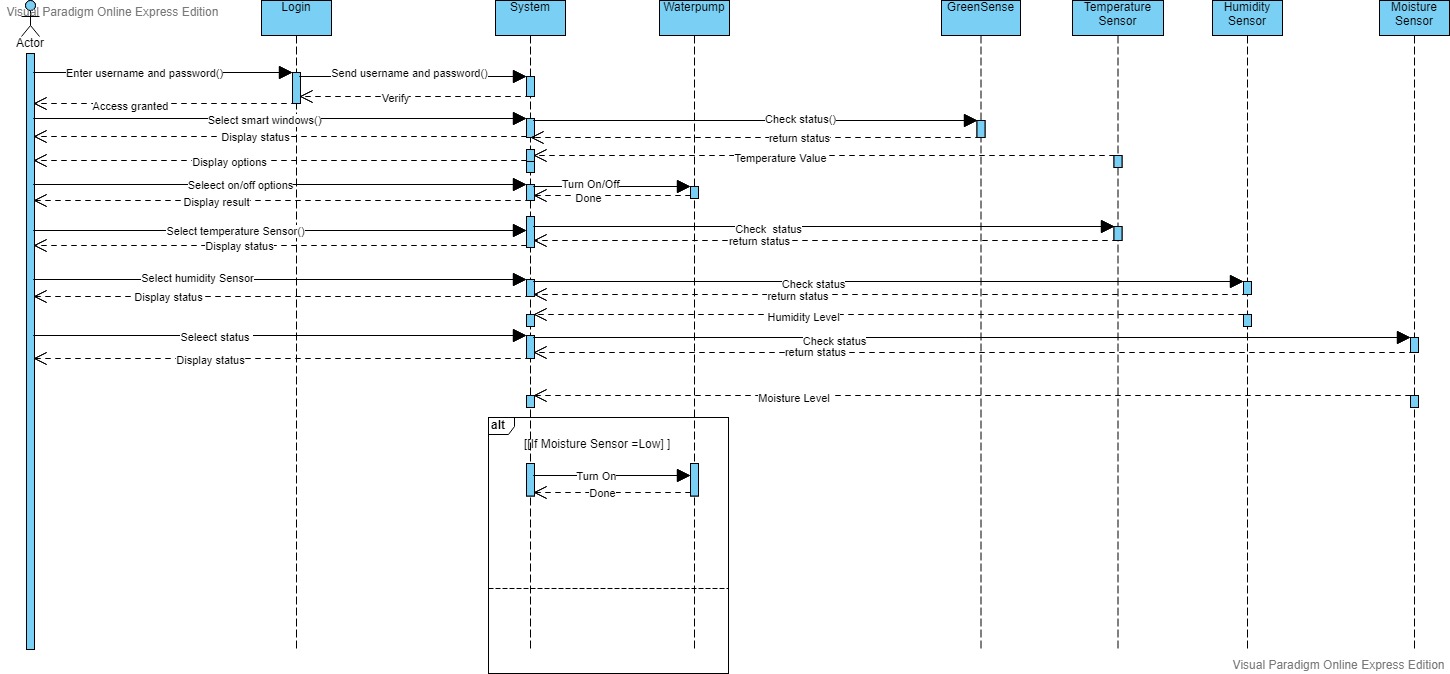 Visual Paradigm Online Express Edition
Actor
Login
System
Waterpump
GreenSense
Temperature
Sensor
Humidity
Sensor
Moisture
Sensor
Enter username and password()
Send username and password()
Verify
Access granted
Select smart windows()
Check status()
Display status
return status
Temperature Value
Display options
Seleect on/off options
Turn On/Off
Done
Display result
Select temperature Sensor()
Check  status
return status
Display status
Select humidity Sensor
Check status
Display status
return status
Humidity Level
Seleect status
Check status
return status
Display status
Moisture Level
alt
[[If Moisture Sensor =Low] ]
Turn On
Done
Visual Paradigm Online Express Edition